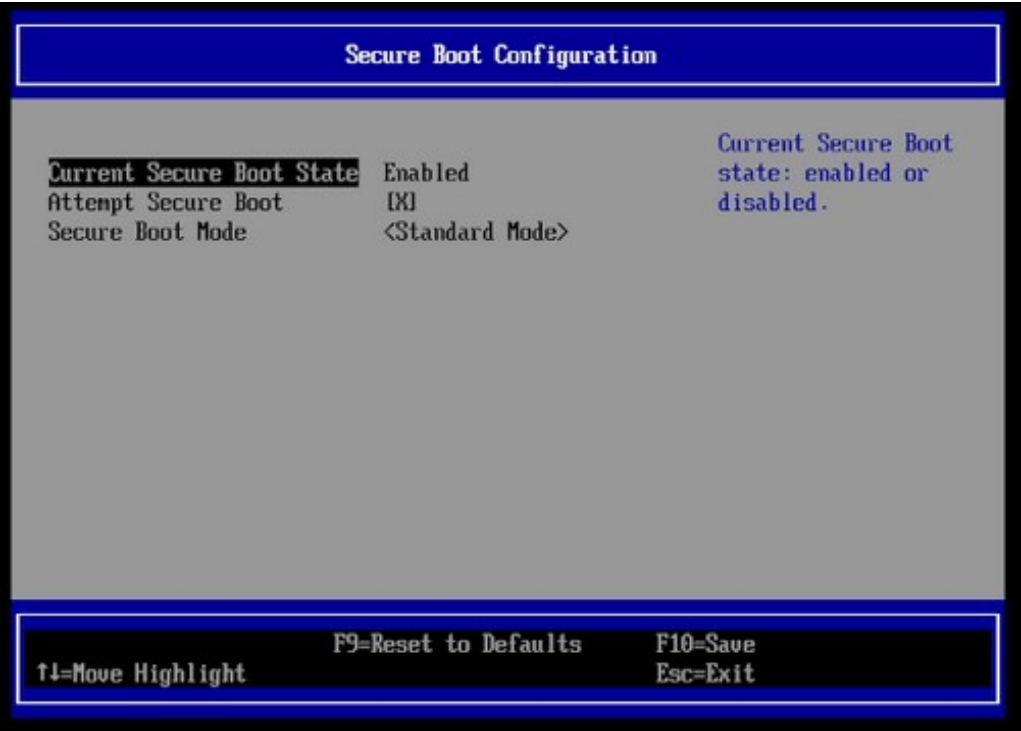 Secure Boot Configuration
Current Secure Boot State Enabled
Attempt Secure Boot [X]
Secure Boot Mode <Standard Mode>
Current Secure Boot
state: enabled or
disabled.
F9=Reset to Defaults F10=Save
↑↓=Move Highlight Esc=Exit